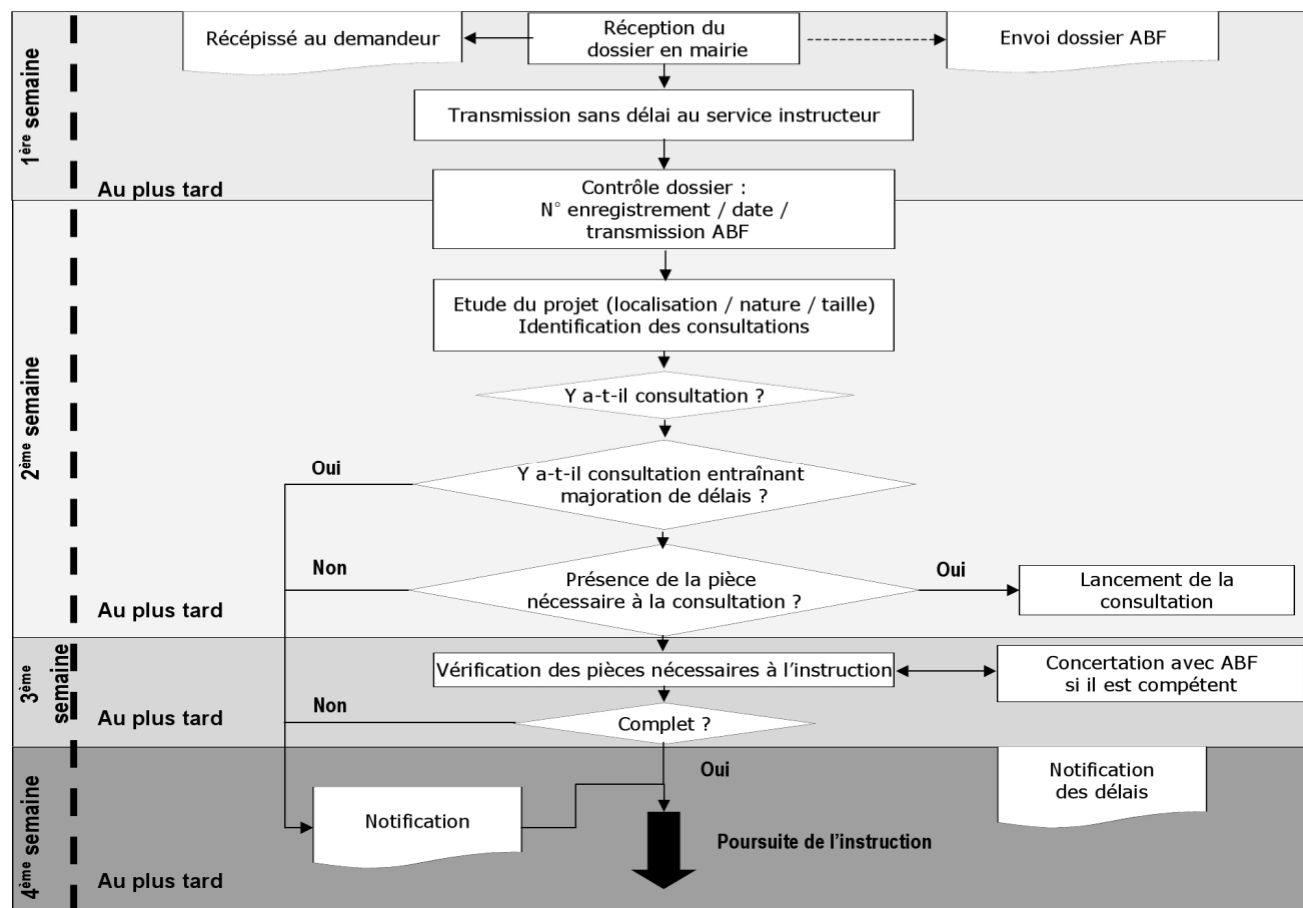 Récépissé au demandeur
Réception du
dossier en mairie
Envoi dossier ABF
Transmission sans délai au service instructeur
1ère semaine
Au plus tard
Contrôle dossier :
N° enregistrement / date /
transmission ABF
Etude du projet (localisation / nature / taille)
Identification des consultations
Y a-t-il consultation ?
2ème semaine
Oui
Y a-t-il consultation entraînant
majoration de délais ?
Non
Présence de la pièce
nécessaire à la consultation ?
Oui
Lancement de la
consultation
Au plus tard
3ème
semaine
Vérification des pièces nécessaires à l'instruction
Concertation avec ABF
si il est compétent
Au plus tard
Non
Complet ?
4ème semaine
Oui
Notification
des délais
Notification
Poursuite de l'instruction
Au plus tard